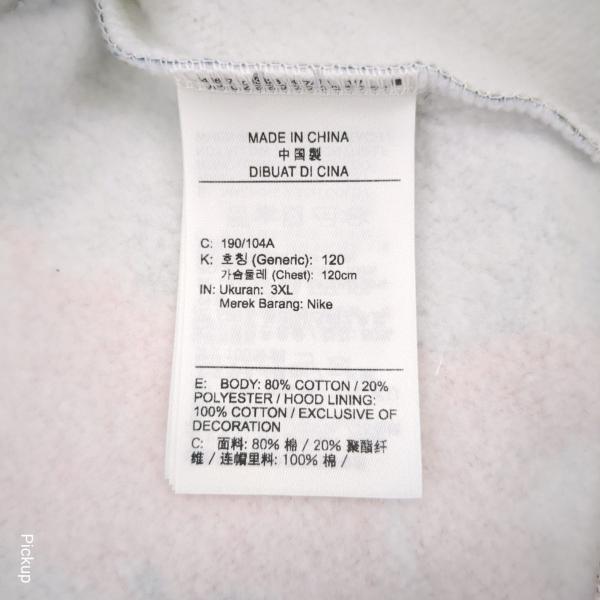 MADE IN CHINA
中国製
DIBUAT DI CINA
C: 190/104A
K: 호칭 (Generic): 120
가슴둘레 (Chest): 120cm
IN: Ukuran: 3XL
Merek Barang: Nike
E: BODY: 80% COTTON / 20%
POLYESTER / HOOD LINING:
100% COTTON / EXCLUSIVE OF
DECORATION
C: 面料: 80% 棉 / 20% 聚酯纤
维 / 连帽里料: 100% 棉 /
Pickup